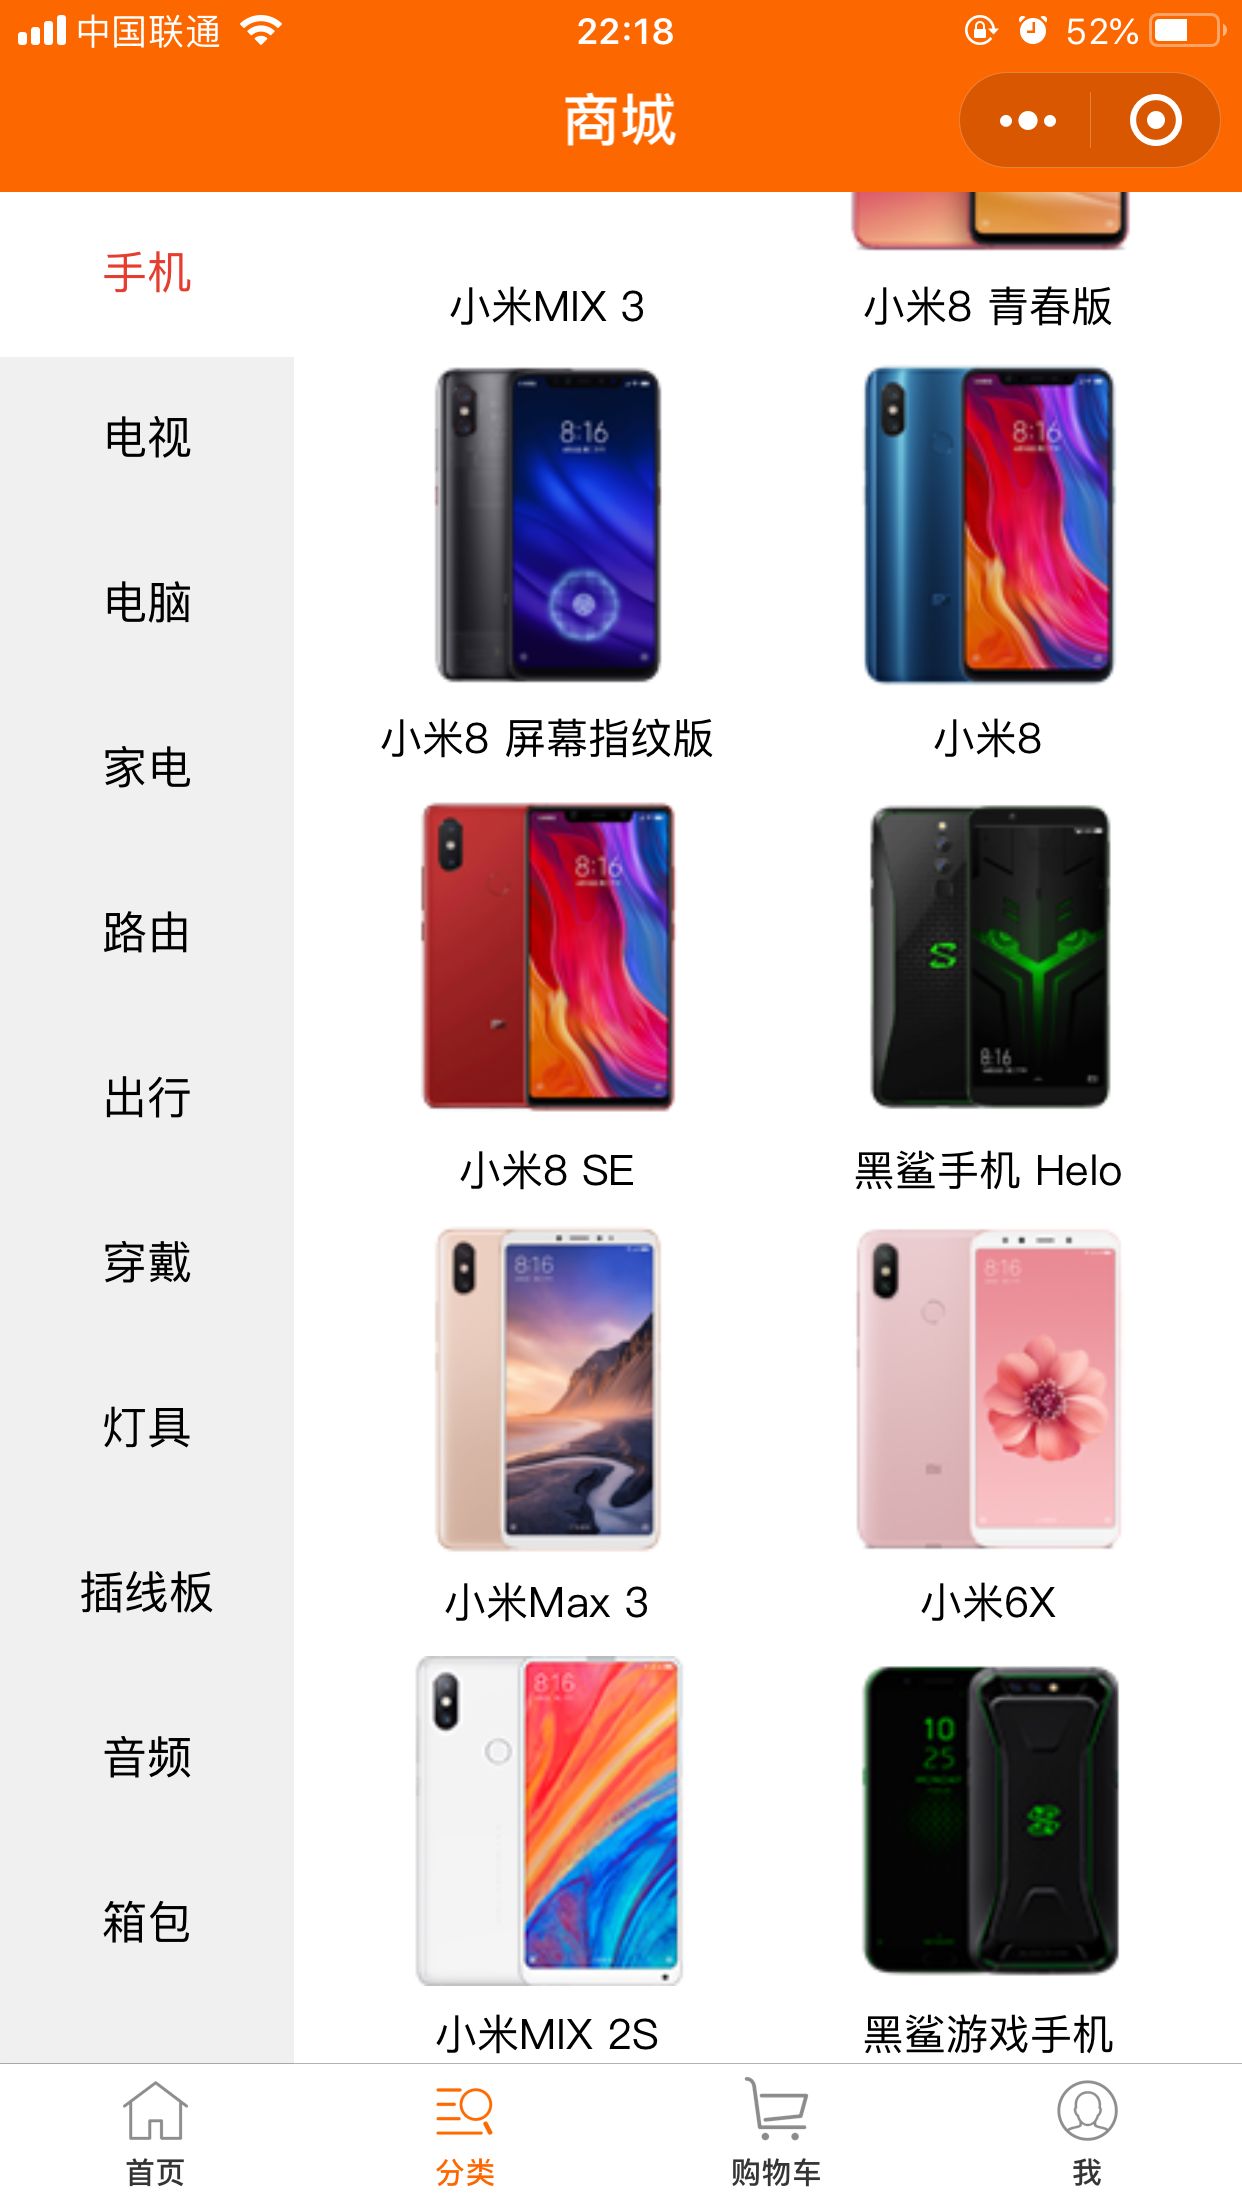 中国联通
22:18
52%
商城
手机
电视
电脑
家电
路由
出行
穿戴
灯具
插线板
音频
箱包
小米MIX 3
小米8 青春版
8:16
8:16
小米8 屏幕指纹版
小米8
8:16
8:16
小米8 SE
黑鲨手机 Helo
8:16
8:16
小米Max 3
小米6X
8:16
10
25
MONDAY
小米MIX 2S
黑鲨游戏手机
首页
分类
购物车
我